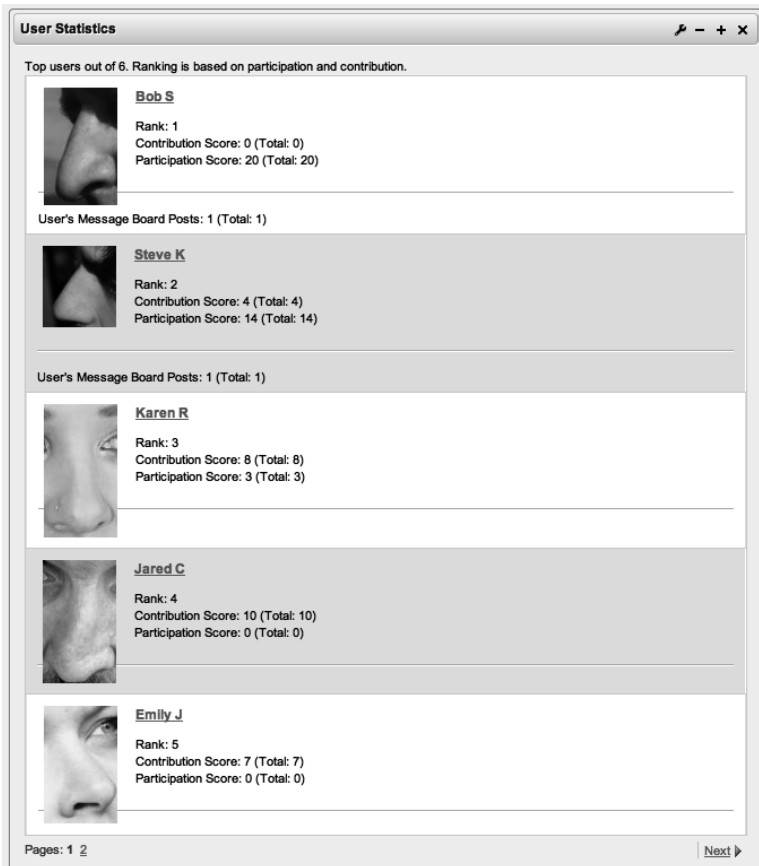 User Statistics
Top users out of 6. Ranking is based on participation and contribution.
Bob S
Rank: 1
Contribution Score: 0 (Total: 0)
Participation Score: 20 (Total: 20)
User's Message Board Posts: 1 (Total: 1)
Steve K
Rank: 2
Contribution Score: 4 (Total: 4)
Participation Score: 14 (Total: 14)
User's Message Board Posts: 1 (Total: 1)
Karen R
Rank: 3
Contribution Score: 8 (Total: 8)
Participation Score: 3 (Total: 3)
Jared C
Rank: 4
Contribution Score: 10 (Total: 10)
Participation Score: 0 (Total: 0)
Emily J
Rank: 5
Contribution Score: 7 (Total: 7)
Participation Score: 0 (Total: 0)
Pages: 1 2 Next